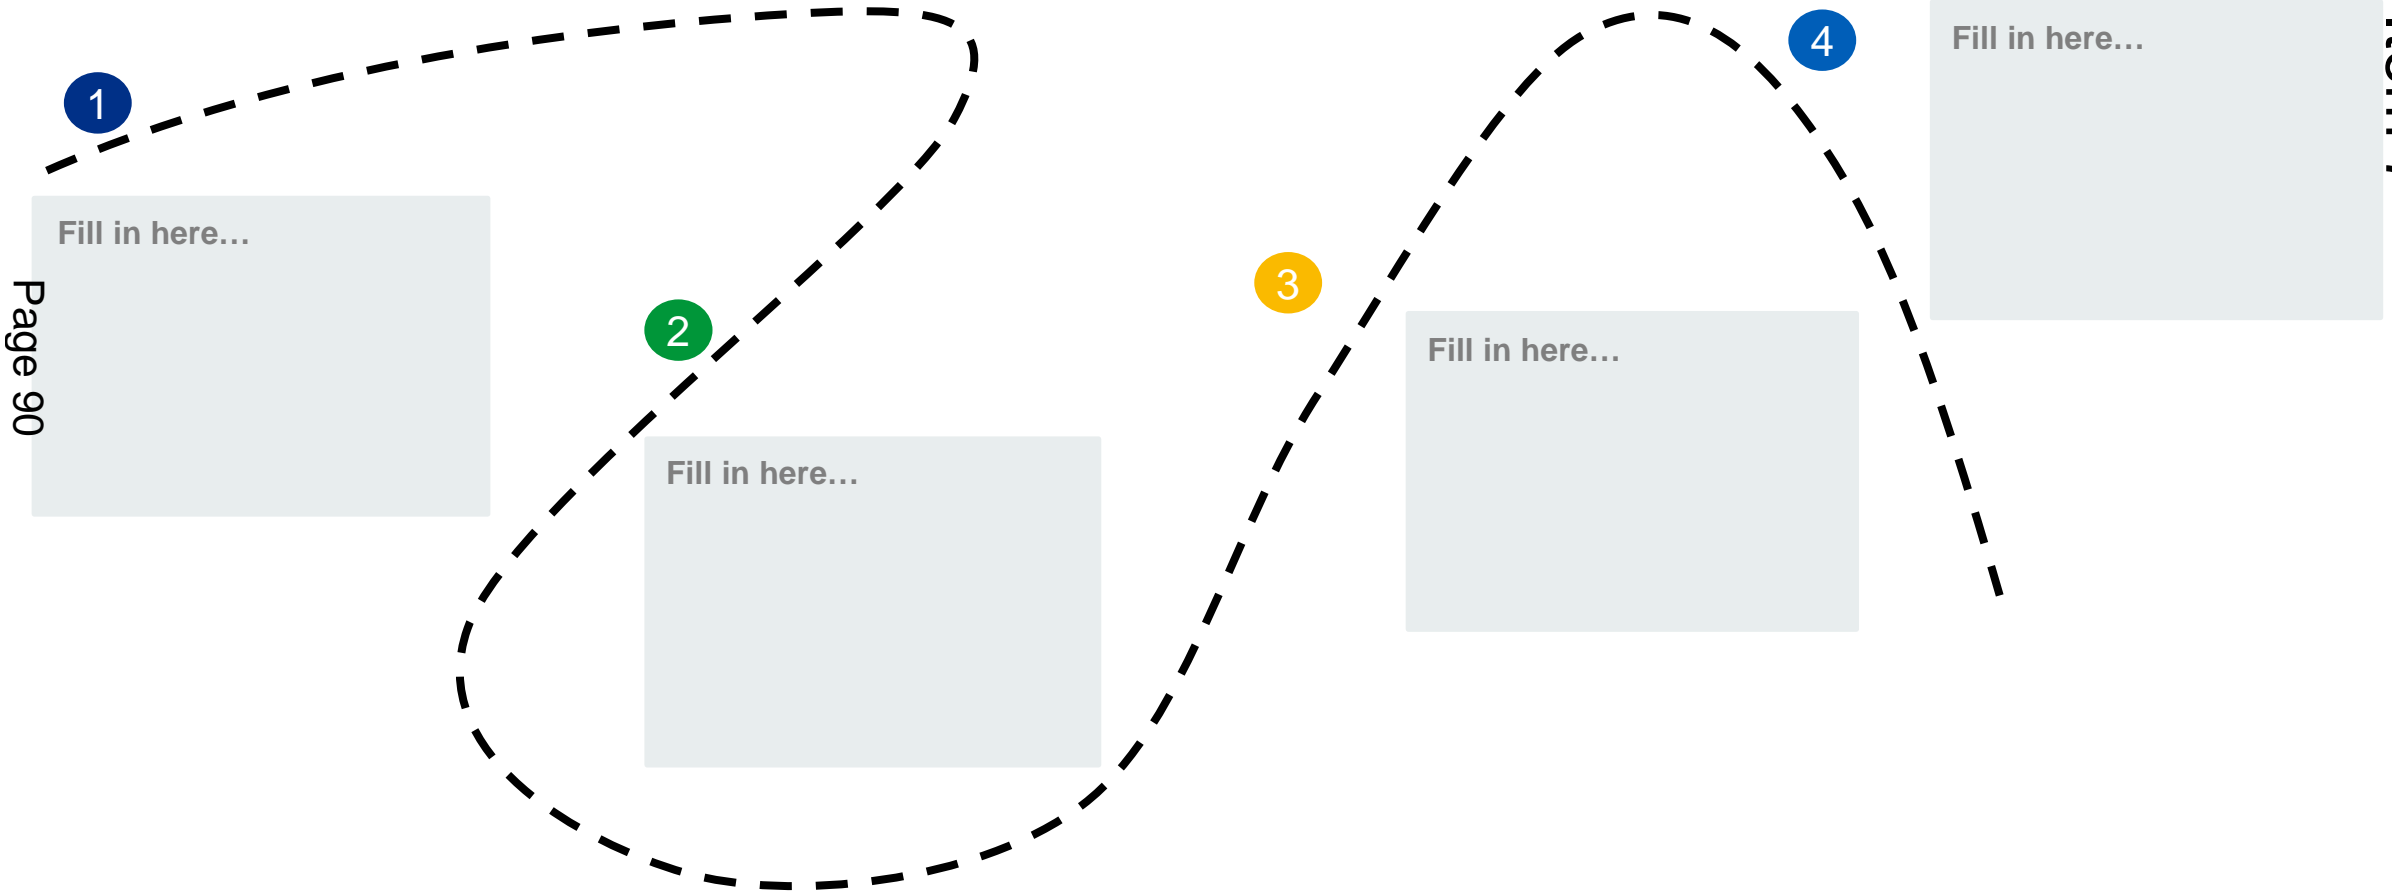 1
Fill in here…
Page 90
2
Fill in here…
3
Fill in here…
4
Fill in here…